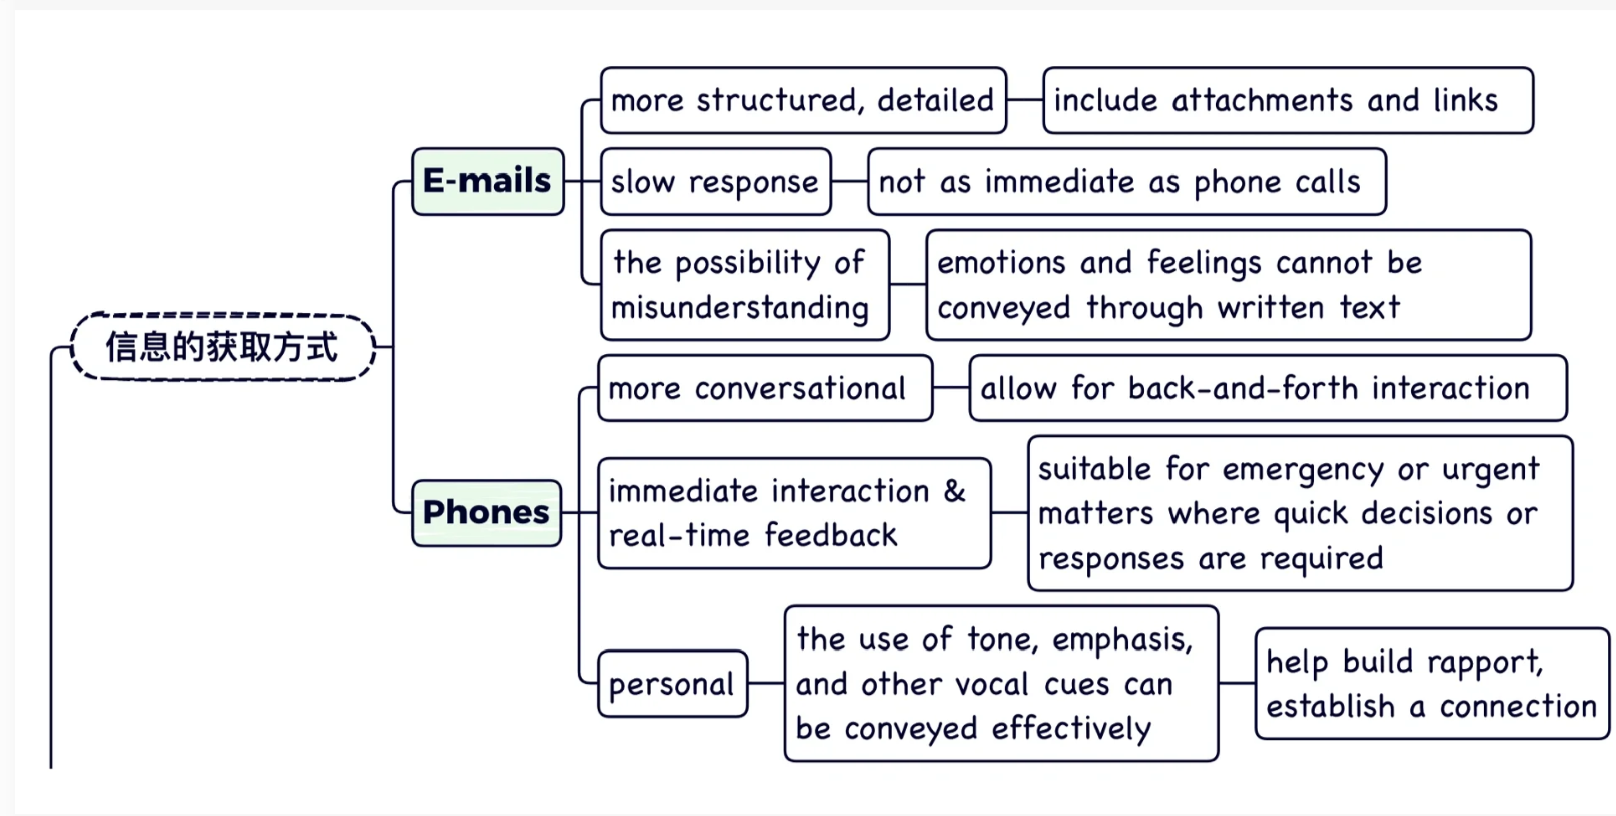 more structured, detailed
include attachments and links
E-mails
slow response
not as immediate as phone calls
the possibility of
misunderstanding
emotions and feelings cannot be
conveyed through written text
信息的获取方式
more conversational
allow for back-and-forth interaction
Phones
immediate interaction &
real-time feedback
suitable for emergency or urgent
matters where quick decisions or
responses are required
personal
the use of tone, emphasis,
and other vocal cues can
be conveyed effectively
help build rapport,
establish a connection